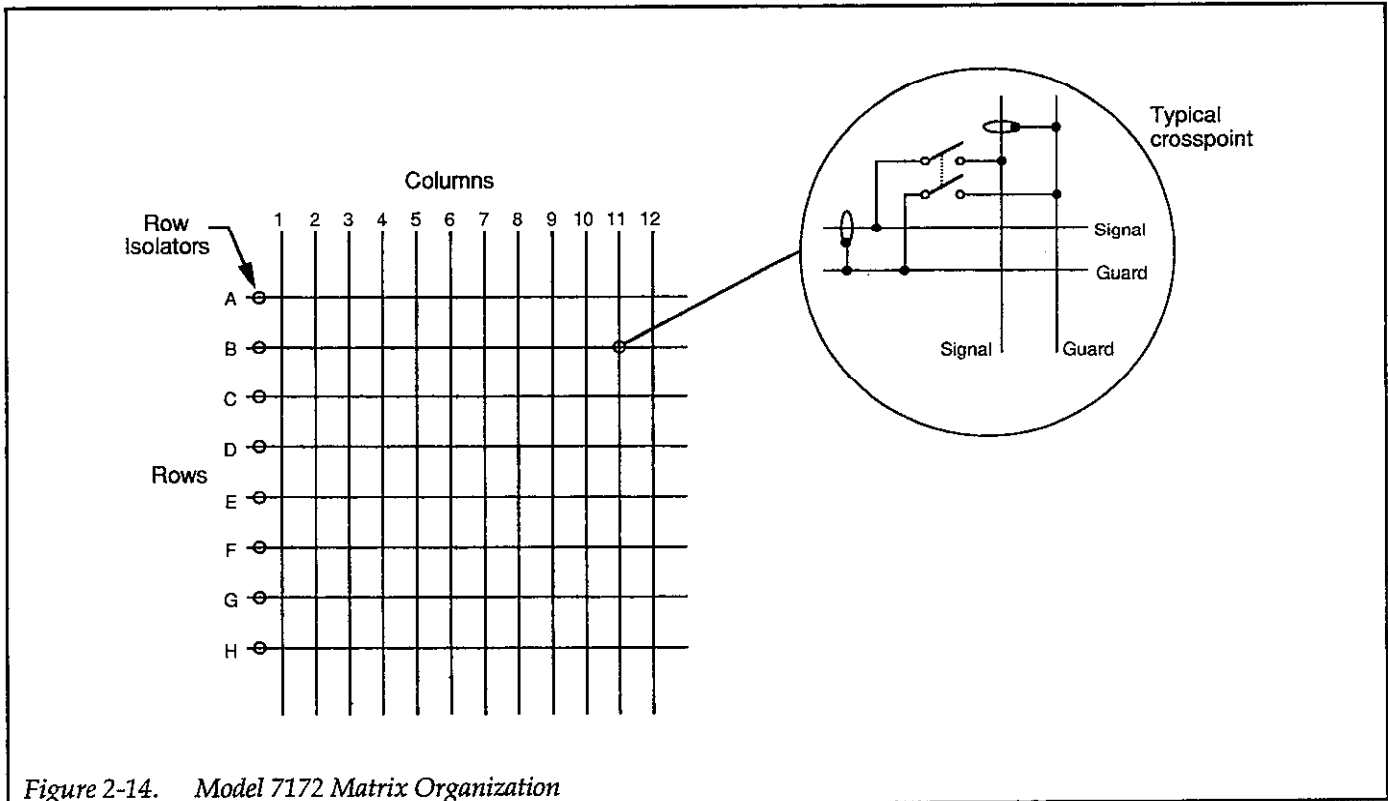 Columns
Row
Isolators
1 2 3 4 5 6 7 8 9 10 11 12
A
B
C
D
Rows
E
F
G
H
Typical
crosspoint
Signal
Guard
Signal
Guard
Figure 2-14. Model 7172 Matrix Organization